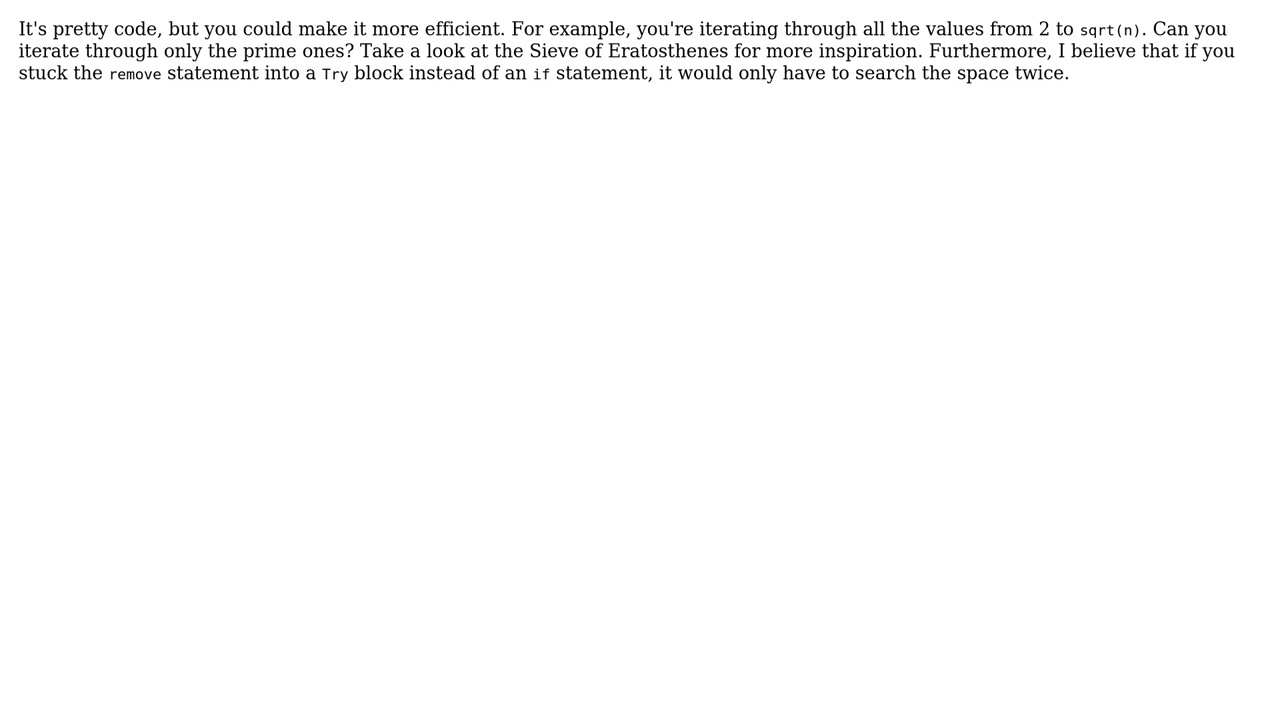 It's pretty code, but you could make it more efficient. For example, you're iterating through all the values from 2 to sqrt(n). Can you
iterate through only the prime ones? Take a look at the Sieve of Eratosthenes for more inspiration. Furthermore, I believe that if you
stuck the remove statement into a Try block instead of an if statement, it would only have to search the space twice.